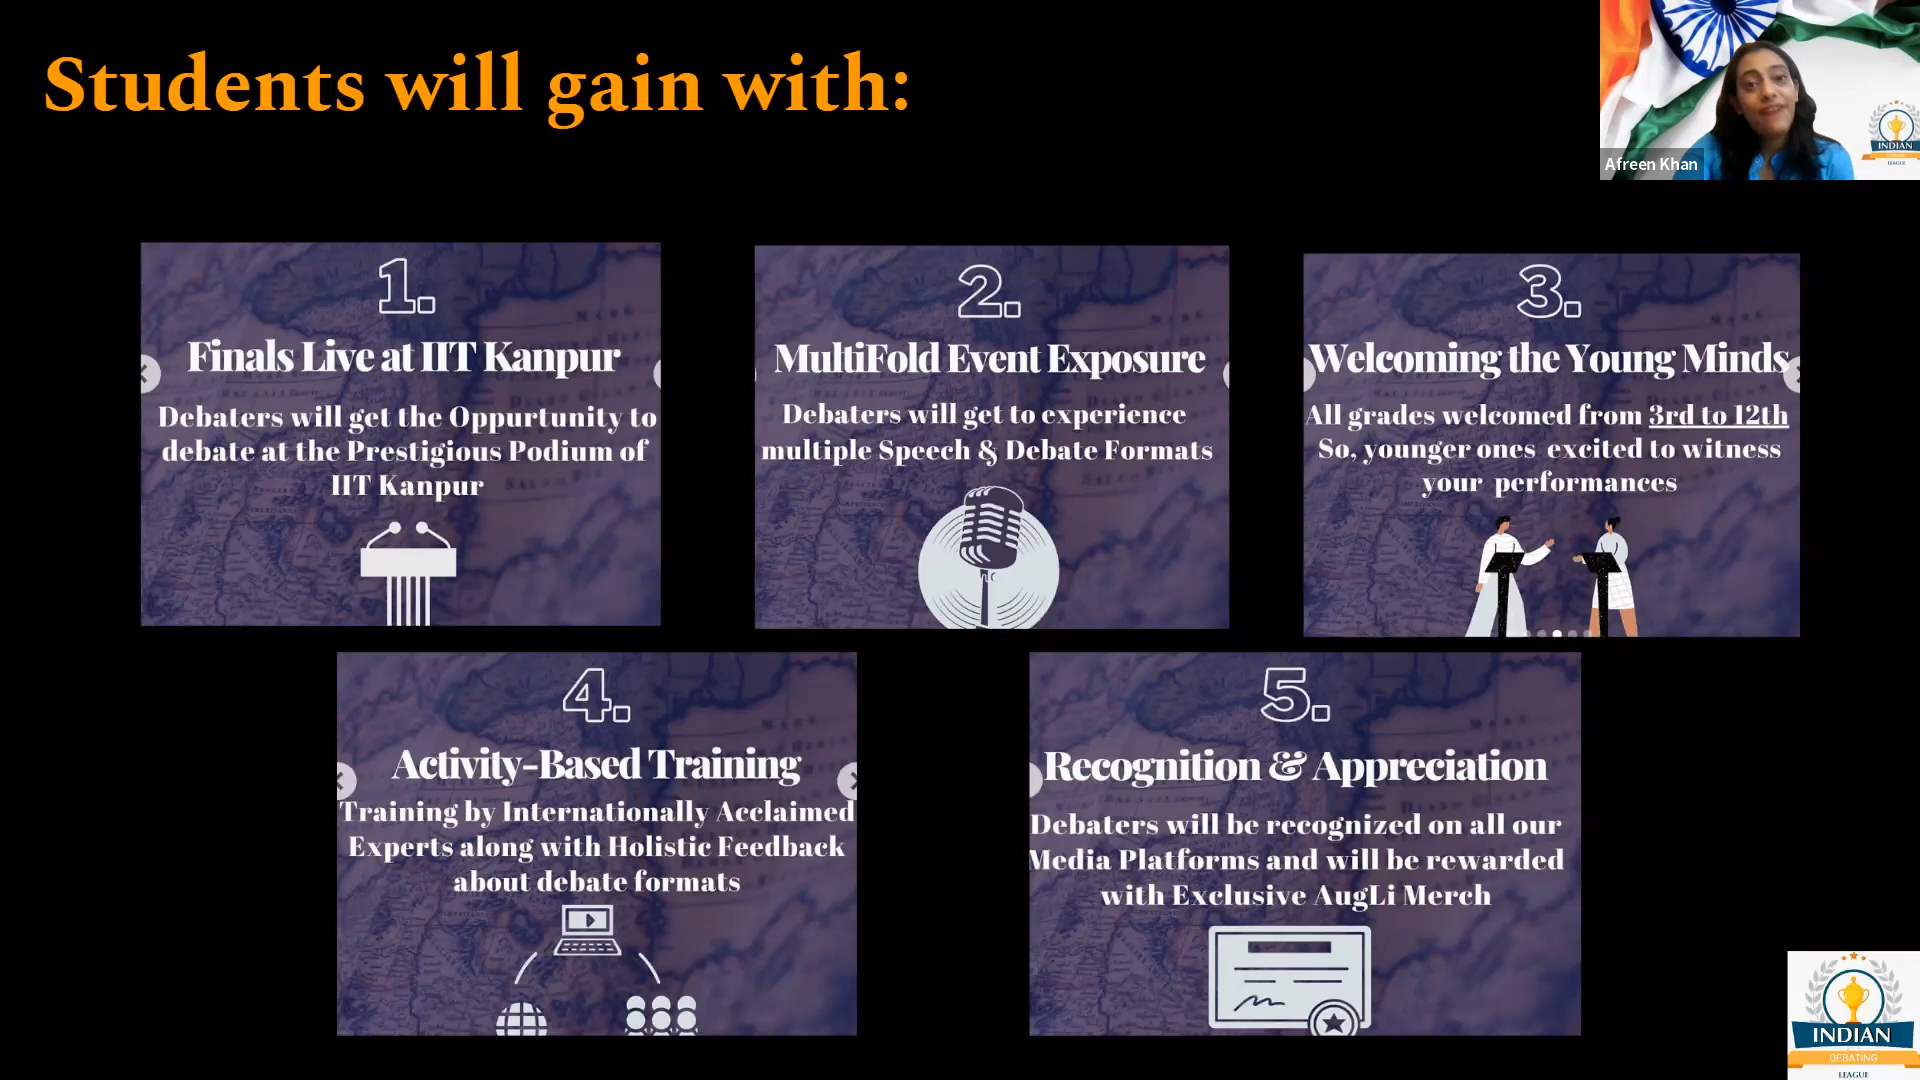 Students will gain with:
Afreen Khan
INDIAN
LEAGUE
1.
Finals Live at IIT Kanpur
Debaters will get the Oppurtunity to
debate at the Prestigious Podium of
IIT Kanpur
2.
MultiFold Event Exposure
Debaters will get to experience
multiple Speech & Debate Formats
3.
Welcoming the Young Minds
All grades welcomed from 3rd to 12th
So, younger ones excited to witness
your performances
4.
Activity-Based Training
Training by Internationally Acclaimed
Experts along with Holistic Feedback
about debate formats
5.
Recognition & Appreciation
Debaters will be recognized on all our
Media Platforms and will be rewarded
with Exclusive AugLi Merch
INDIAN
DEBATING
LEAGUE